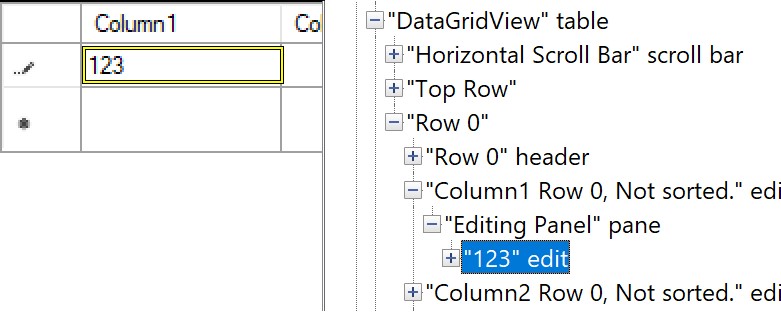 Column1
Co
123
"DataGridView" table
"Horizontal Scroll Bar" scroll bar
"Top Row"
"Row 0"
"Row 0" header
"Column1 Row 0, Not sorted." edi
"Editing Panel" pane
"123" edit
"Column2 Row 0, Not sorted." edi